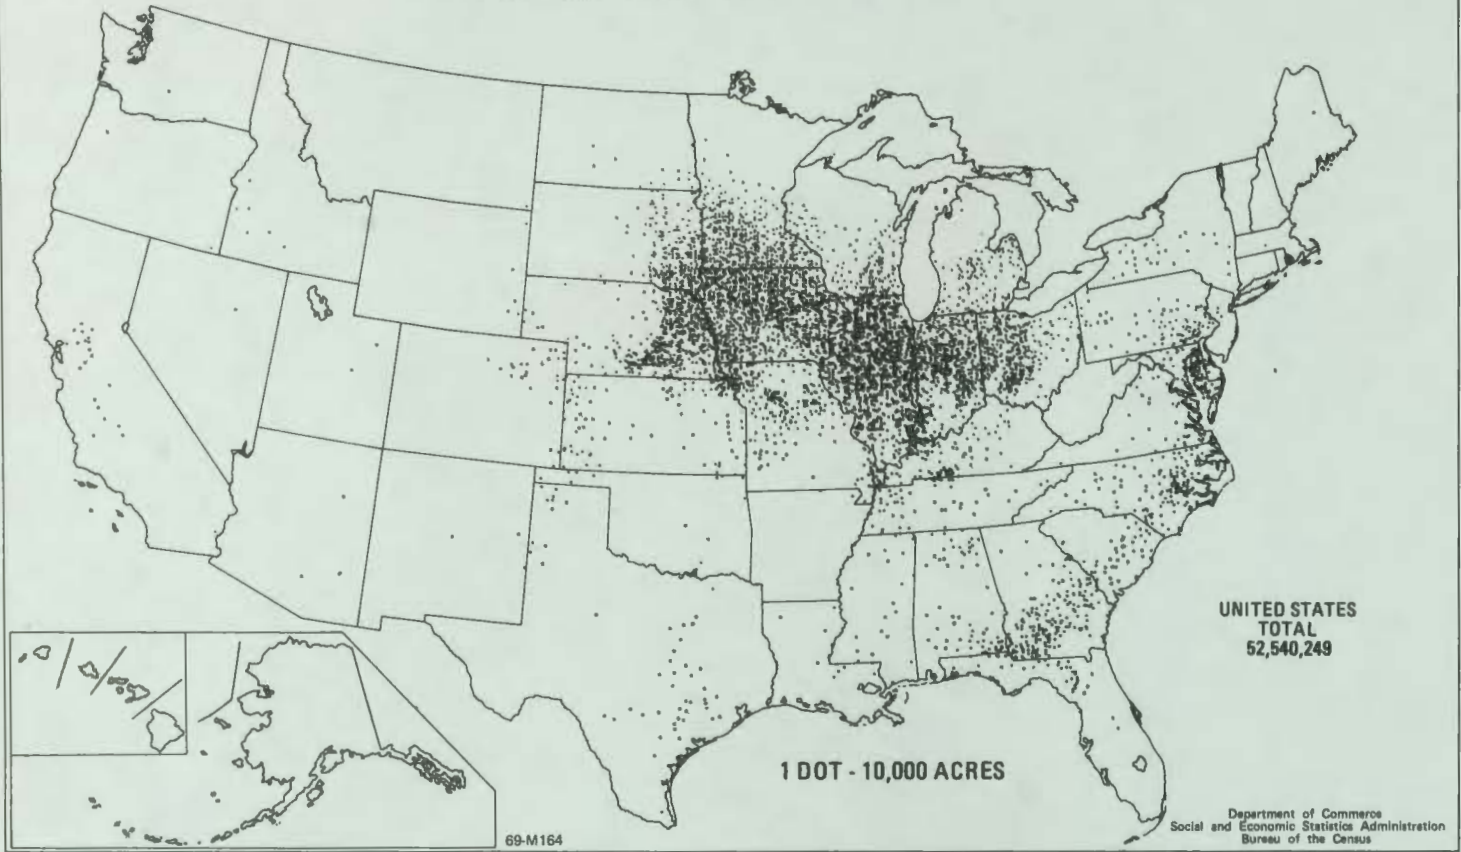 UNITED STATES
TOTAL
52,540,249
1 DOT - 10,000 ACRES
69-M164
Department of Commerce
Social and Economic Statistics Administration
Bureau of the Census